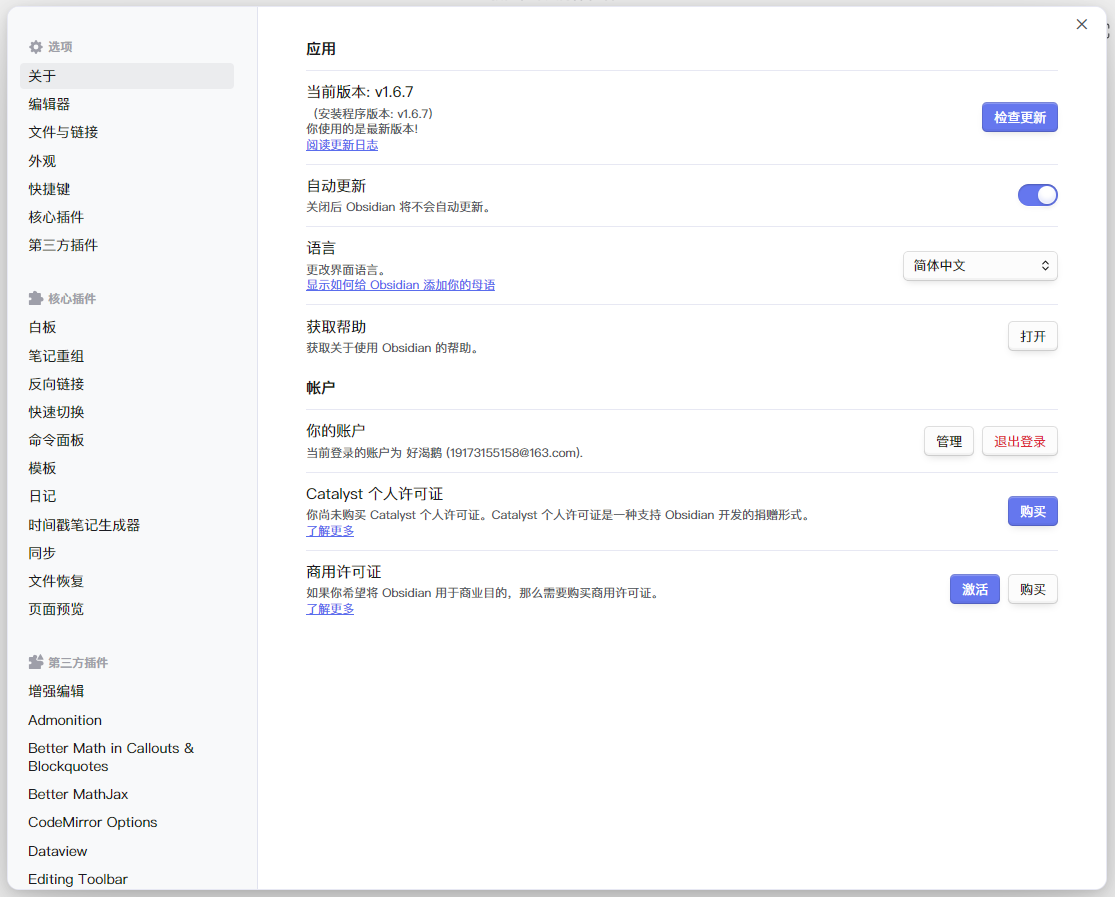 选项
关于
编辑器
文件与链接
外观
快捷键
核心插件
第三方插件
核心插件
白板
笔记重组
反向链接
快速切换
命令面板
模板
日记
时间戳笔记生成器
同步
文件恢复
页面预览
第三方插件
增强编辑
Admonition
Better Math in Callouts &
Blockquotes
Better MathJax
CodeMirror Options
Dataview
Editing Toolbar
应用
当前版本: v1.6.7
（安装程序版本: v1.6.7）
你使用的是最新版本!
阅读更新日志
检查更新
自动更新
关闭后 Obsidian 将不会自动更新。
语言
更改界面语言。
显示如何给 Obsidian 添加你的母语
简体中文
获取帮助
获取关于使用 Obsidian 的帮助。
打开
帐户
你的账户
当前登录的账户为 好渴鹅 (19173155158@163.com).
管理
退出登录
Catalyst 个人许可证
你尚未购买 Catalyst 个人许可证。Catalyst 个人许可证是一种支持 Obsidian 开发的捐赠形式。
了解更多
购买
商用许可证
如果你希望将 Obsidian 用于商业目的，那么需要购买商用许可证。
了解更多
激活
购买